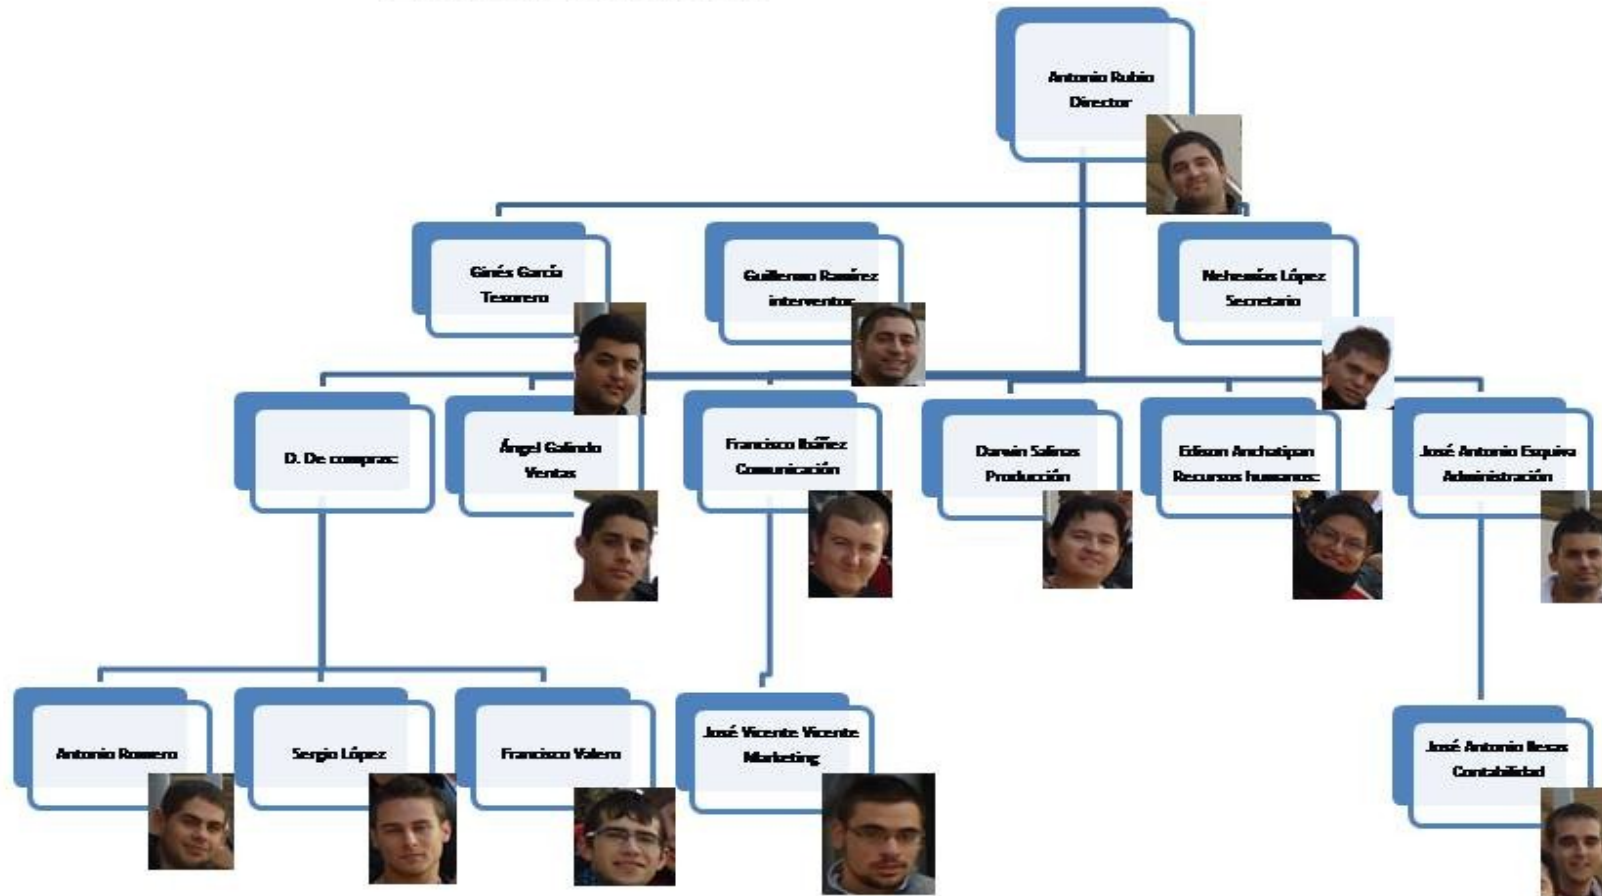 Antonio Rubio
Director
Ginés García
Tesorero
Guillermo Ramírez
interventor
Nehemías López
Secretario
D. De compras:
Ángel Galindo
Ventas
Francisco Ibáñez
Comunicación
Darwin Salinas
Producción
Edison Anchatipan
Recursos humanos:
José Antonio Esquiva
Administración
Antonio Romero
Sergio López
Francisco Valero
José Vicente Vicente
Marketing
José Antonio
Contabilidad